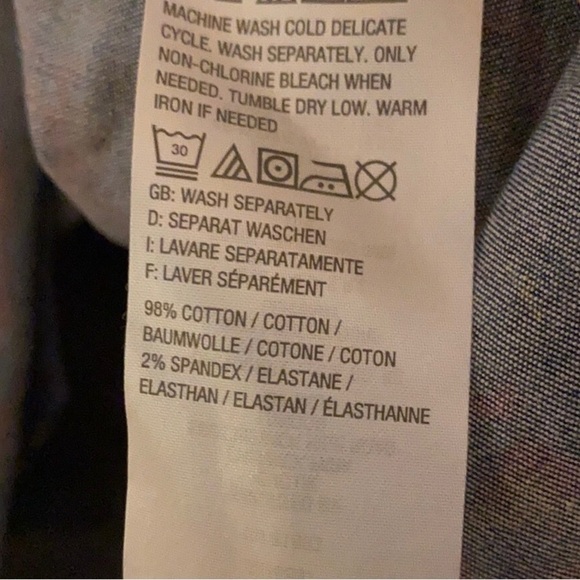 MACHINE WASH COLD DELICATE
CYCLE. WASH SEPARATELY. ONLY
NON-CHLORINE BLEACH WHEN
NEEDED. TUMBLE DRY LOW. WARM
IRON IF NEEDED
30
GB: WASH SEPARATELY
D: SEPARAT WASCHEN
I: LAVARE SEPARATAMENTE
F: LAVER SÉPARÉMENT
98% COTTON / COTTON /
BAUMWOLLE / COTONE / COTON
2% SPANDEX / ELASTANE /
ELASTHAN / ELASTAN / ÉLASTHANNE